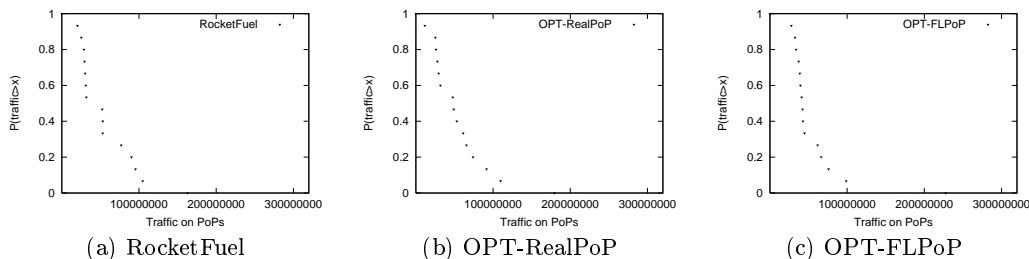 1
0.8
0.6
0.4
0.2
0
P(traffic>x)
RocketFuel
100000000 200000000 300000000
Traffic on PoPs
(a) RocketFuel
1
0.8
0.6
0.4
0.2
0
P(traffic>x)
OPT-RealPoP
100000000 200000000 300000000
Traffic on PoPs
(b) OPT-RealPoP
1
0.8
0.6
0.4
0.2
0
P(traffic>x)
OPT-FLPoP
100000000 200000000 300000000
Traffic on PoPs
(c) OPT-FLPoP